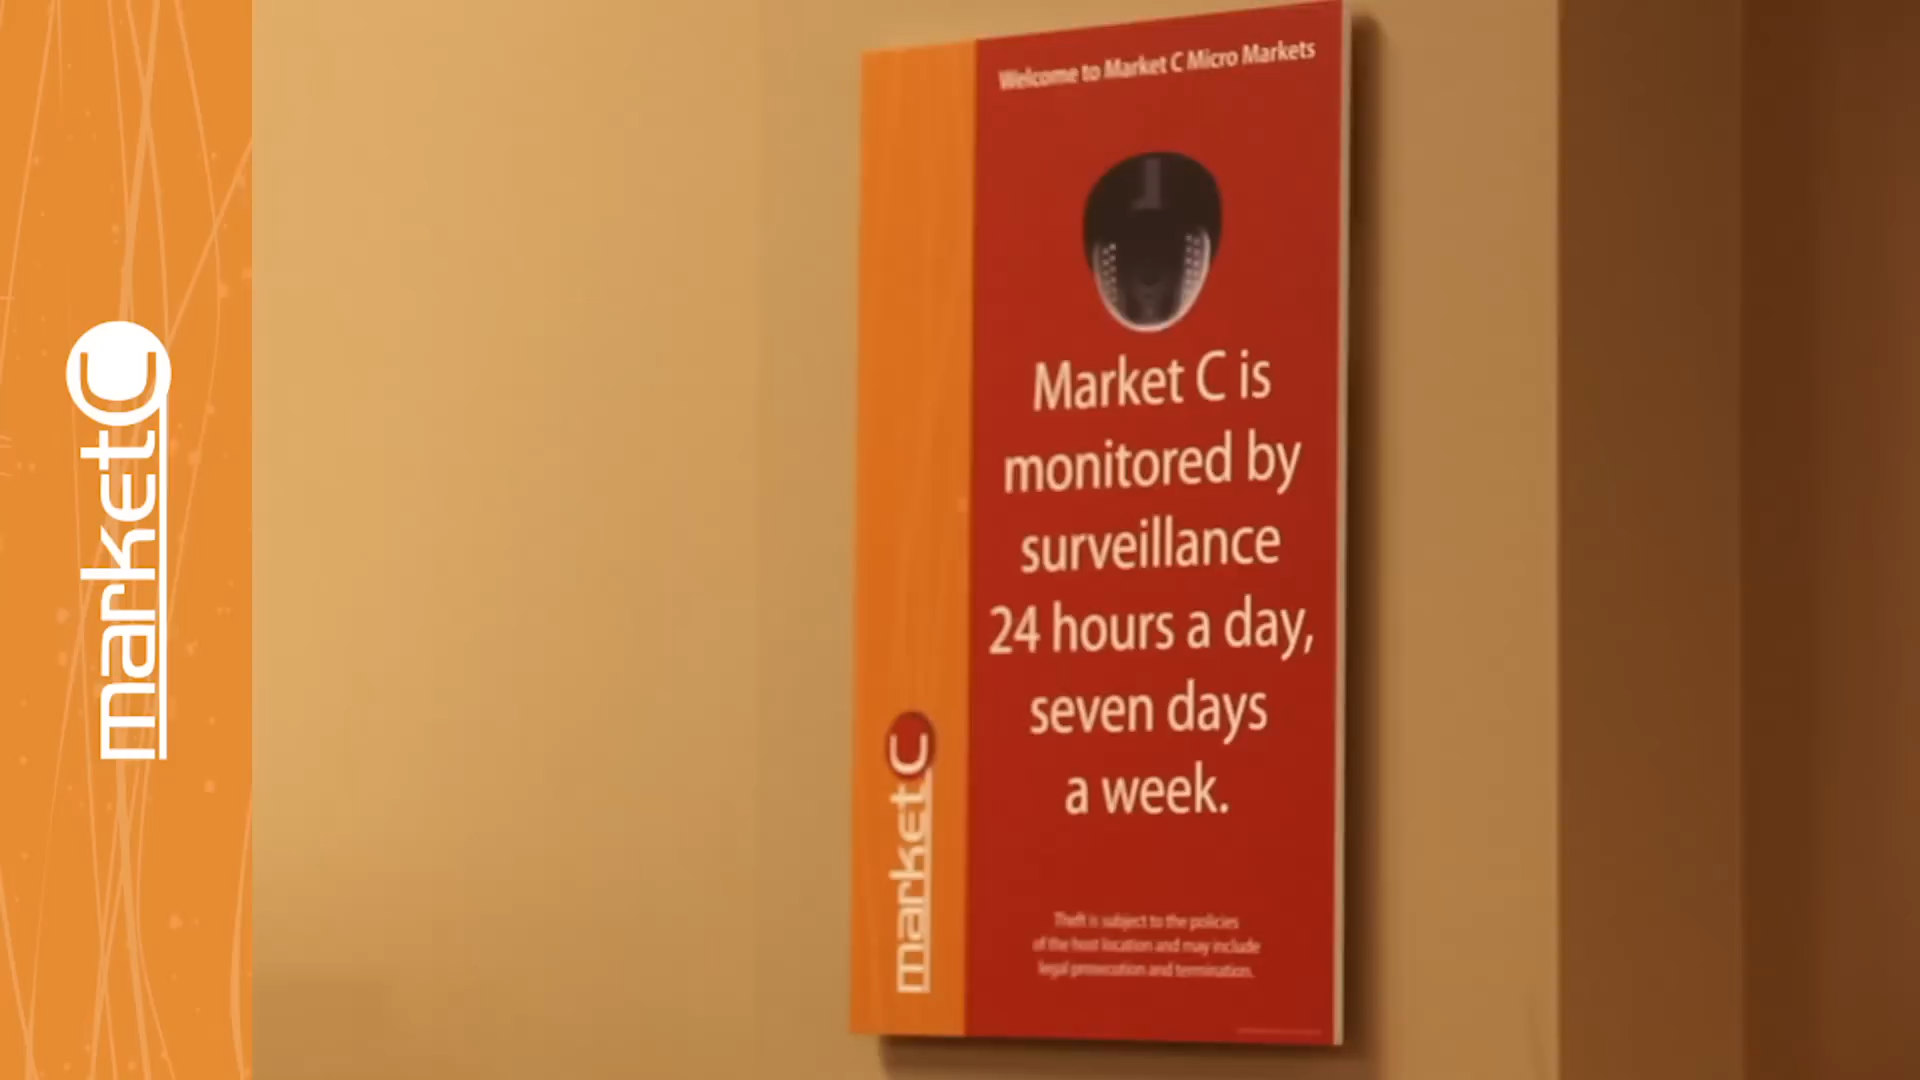 marketC
Welcome to Market C Micro Markets
Market C is
monitored by
surveillance
24 hours a day,
seven days
a week.
Theft is subject to the policies
of the host location and may include
legal prosecution and termination.
marketC